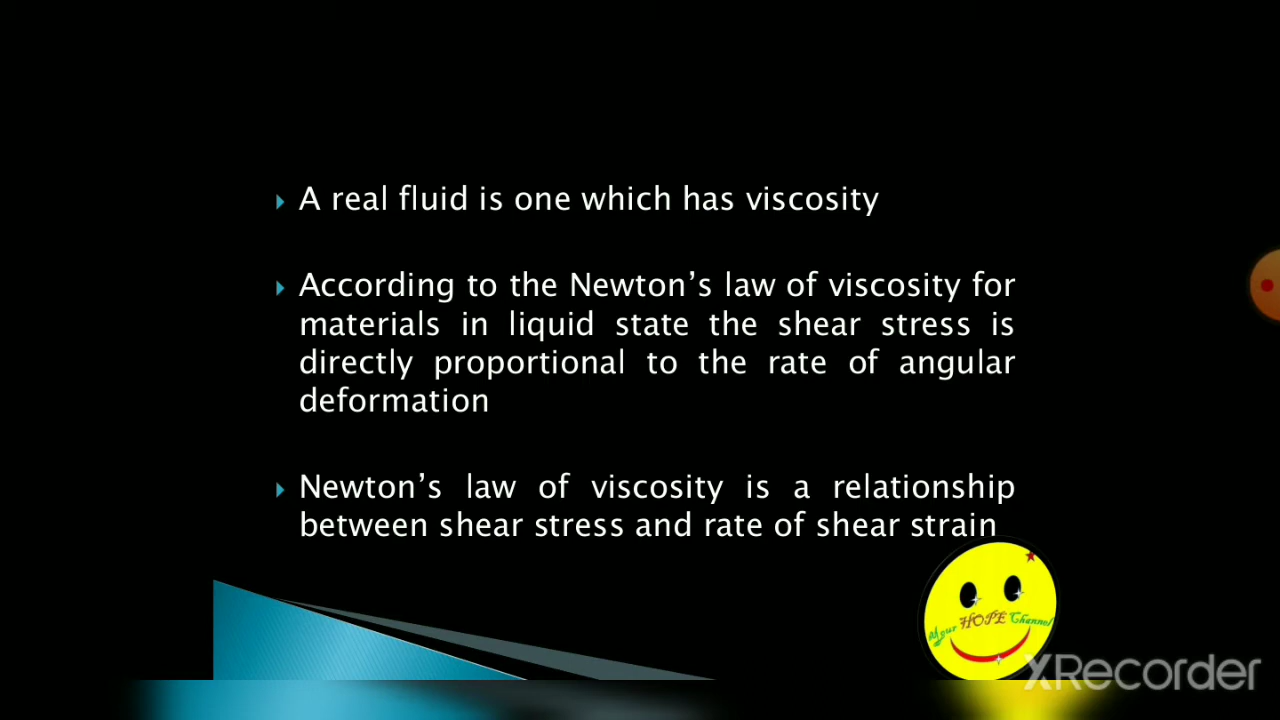 A real fluid is one which has viscosity
According to the Newton’s law of viscosity for
materials in liquid state the shear stress is
directly proportional to the rate of angular
deformation
Newton’s law of viscosity is a relationship
between shear stress and rate of shear strain
Your HOPE Channel
XRecorder